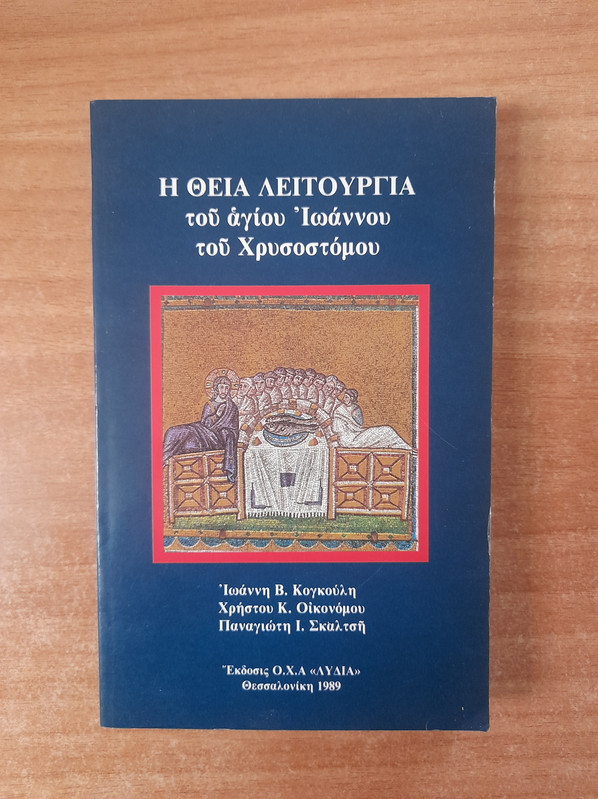 Η ΘΕΙΑ ΛΕΙΤΟΥΡΓΙΑ
τοῦ ἁγίου Ἰωάννου
τοῦ Χρυσοστόμου
Ἰωάννη Β. Κογκούλη
Χρήστου Κ. Οἰκονόμου
Παναγιώτη Ι. Σκαλτσῆ
Ἔκδοσις Ο.Χ.Α «ΛΥΔΙΑ»
Θεσσαλονίκη 1989